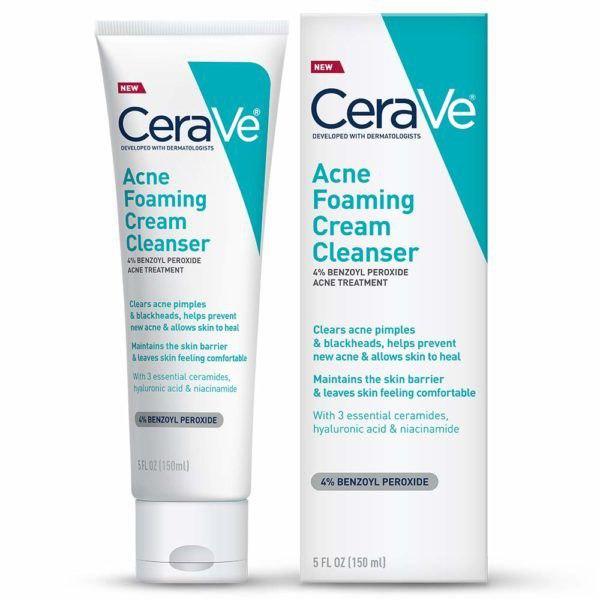 NEW
CeraVe®
DEVELOPED WITH DERMATOLOGISTS
Acne
Foaming
Cream
Cleanser
4% BENZOYL PEROXIDE
ACNE TREATMENT
Clears acne pimples
& blackheads, helps prevent
new acne & allows skin to heal
Maintains the skin barrier
& leaves skin feeling comfortable
With 3 essential ceramides,
hyaluronic acid & niacinamide
4% BENZOYL PEROXIDE
5 FL OZ (150ml)
NEW
CeraVe®
DEVELOPED WITH DERMATOLOGISTS
Acne
Foaming
Cream
Cleanser
4% BENZOYL PEROXIDE
ACNE TREATMENT
Clears acne pimples
& blackheads, helps prevent
new acne & allows skin to heal
Maintains the skin barrier
& leaves skin feeling comfortable
With 3 essential ceramides,
hyaluronic acid & niacinamide
4% BENZOYL PEROXIDE
5 FL OZ (150 ml)